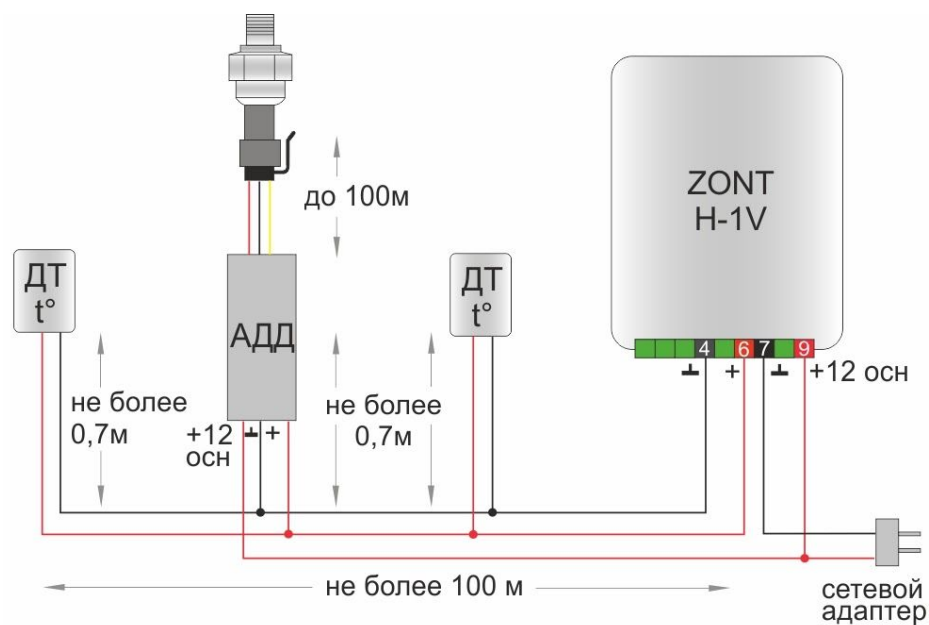 до 100м
ZONT
H-1V
ДТ
t°
АДД
ДТ
t°
4 6 7 9
+ +12 осн
не более
0,7м
+12
осн
+
не более
0,7м
не более 100 м
сетевой
адаптер